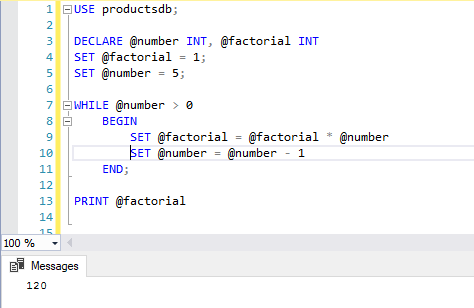 1 USE productsdb;
2
3 DECLARE @number INT, @factorial INT
4 SET @factorial = 1;
5 SET @number = 5;
6
7 WHILE @number > 0
8 BEGIN
9 SET @factorial = @factorial * @number
10 SET @number = @number - 1
11 END;
12
13 PRINT @factorial
14
15
100 %
Messages
120